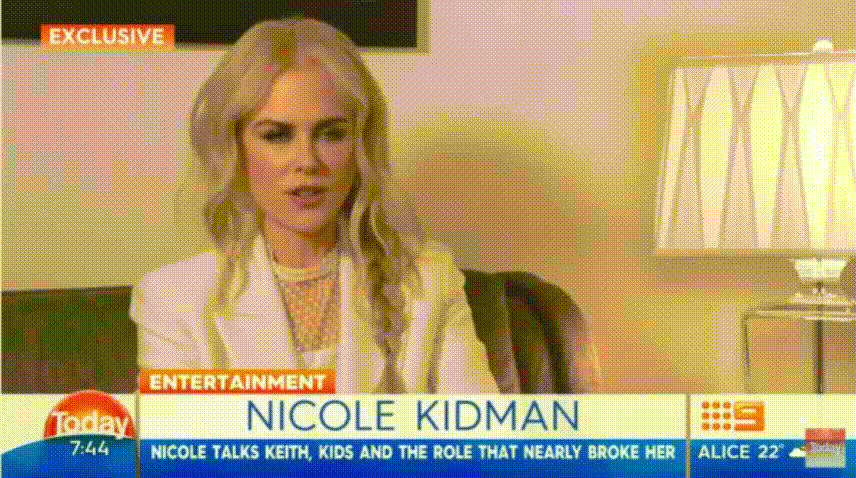 EXCLUSIVE
ENTERTAINMENT
NICOLE KIDMAN
Today
7:44
NICOLE TALKS KEITH, KIDS AND THE ROLE THAT NEARLY BROKE HER
9
ALICE 22°
Today